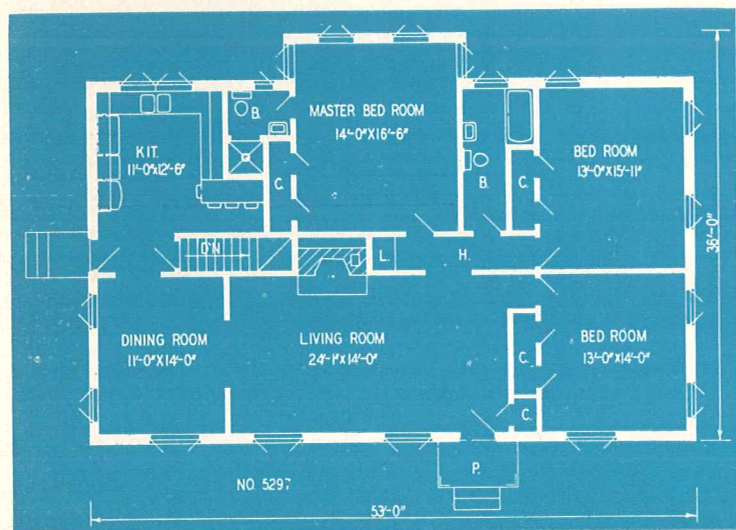 MASTER BED ROOM
14'-0"X16'-6"
B.
KIT.
11'-0"X12'-6"
BED ROOM
13'-0"X15'-11"
C.
B.
C.
D'N.
L.
H.
36'-0"
DINING ROOM
11'-0"X14'-0"
LIVING ROOM
24'-1"X14'-0"
BED ROOM
13'-0"X14'-0"
C.
C.
P.
NO. 5297
53'-0"